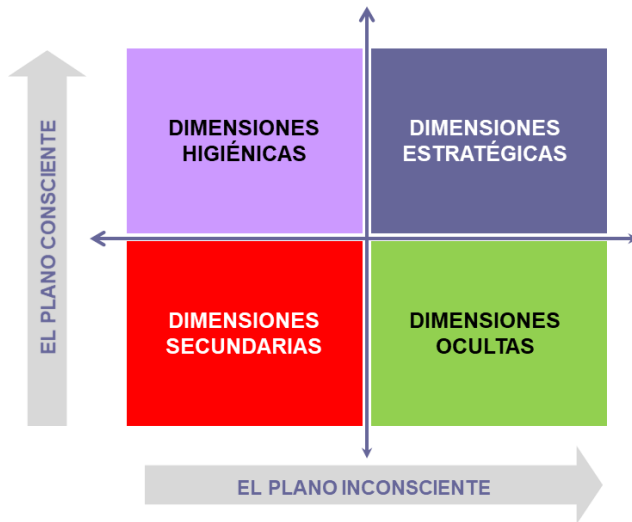 DIMENSIONES
HIGIÉNICAS
DIMENSIONES
ESTRATÉGICAS
EL PLANO CONSCIENTE
DIMENSIONES
SECUNDARIAS
DIMENSIONES
OCULTAS
EL PLANO INCONSCIENTE